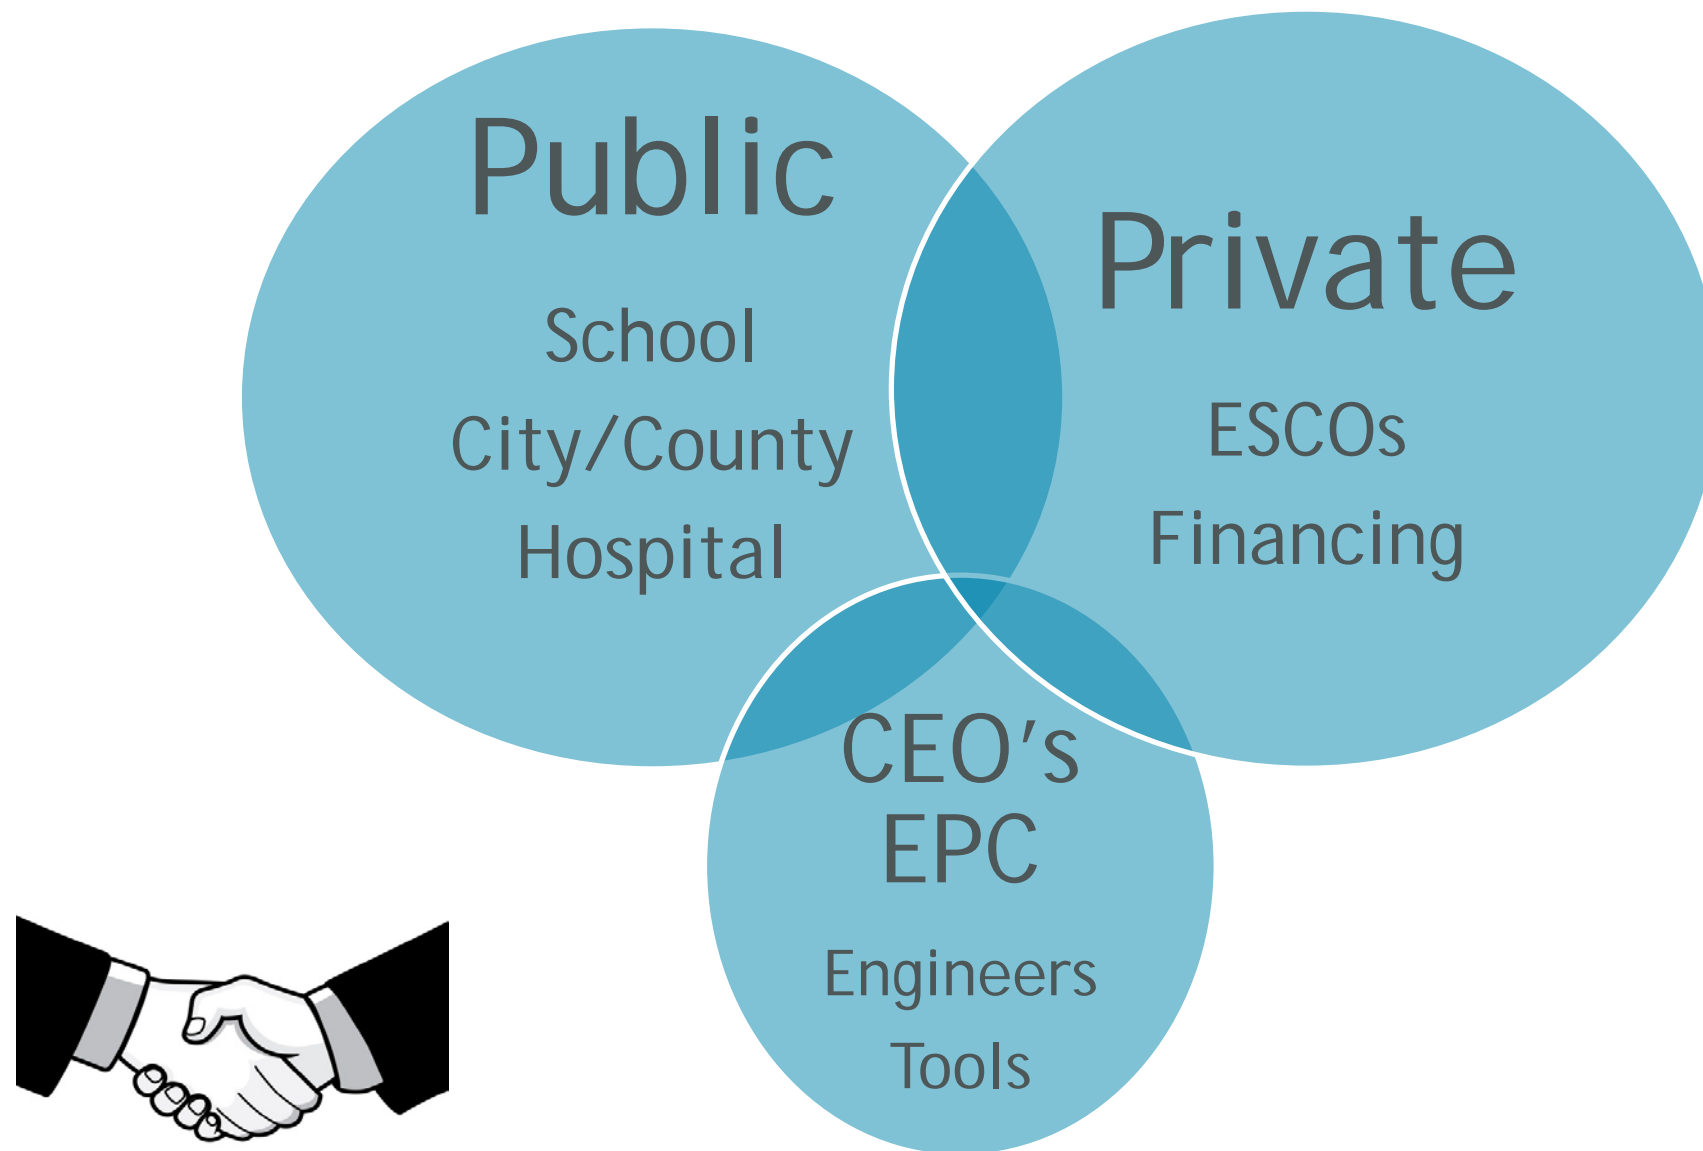 Public
School
City/County
Hospital
Private
ESCOs
Financing
CEO's
EPC
Engineers
Tools